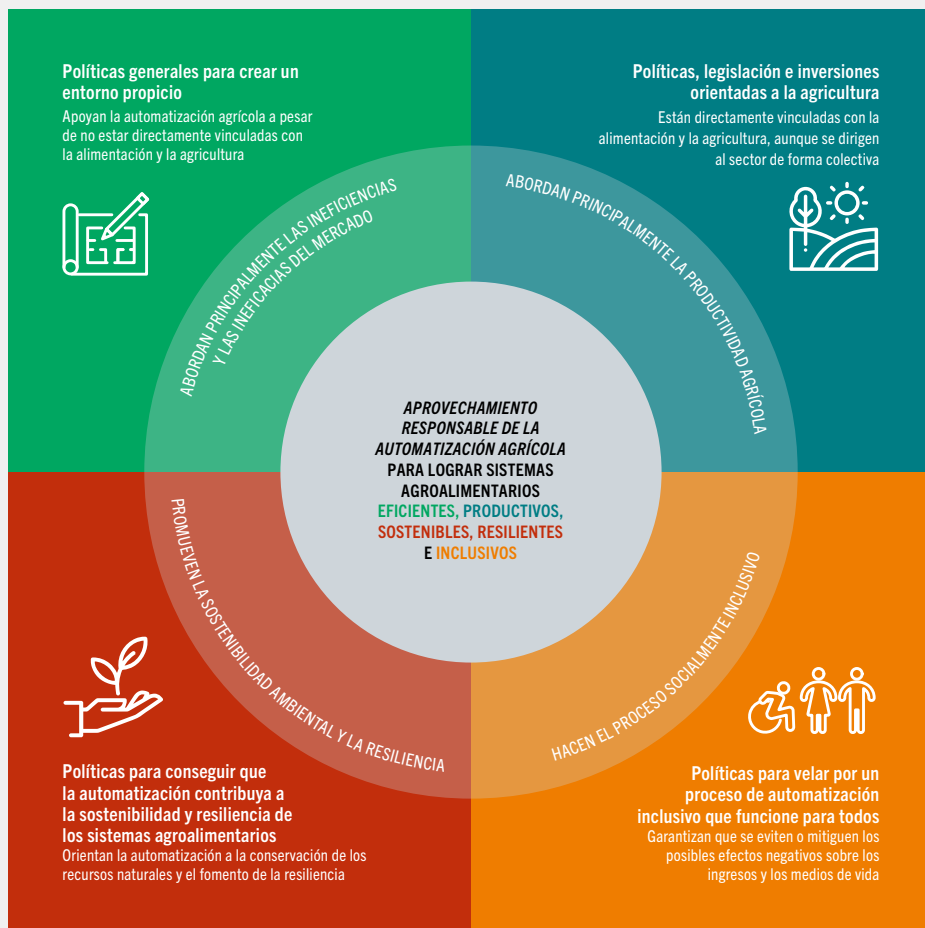 Políticas generales para crear un
entorno propicio
Apoyan la automatización agrícola a pesar
de no estar directamente vinculadas con
la alimentación y la agricultura
Políticas, legislación e inversiones
orientadas a la agricultura
Están directamente vinculadas con la
alimentación y la agricultura, aunque se dirigen
al sector de forma colectiva
ABORDAN PRINCIPALMENTE LAS INEFICIENCIAS
Y LAS INEFICACIAS DEL MERCADO
ABORDAN PRINCIPALMENTE LA PRODUCTIVIDAD AGRÍCOLA
APROVECHAMIENTO
RESPONSABLE DE LA
AUTOMATIZACIÓN AGRÍCOLA
PARA LOGRAR SISTEMAS
AGROALIMENTARIOS
EFICIENTES, PRODUCTIVOS,
SOSTENIBLES, RESILIENTES
E INCLUSIVOS
PROMUEVEN LA SOSTENIBILIDAD AMBIENTAL Y LA RESILIENCIA
HACEN EL PROCESO SOCIALMENTE INCLUSIVO
Políticas para conseguir que
la automatización contribuya a
la sostenibilidad y resiliencia de
los sistemas agroalimentarios
Orientan la automatización a la conservación de los
recursos naturales y el fomento de la resiliencia
Políticas para velar por un
proceso de automatización
inclusivo que funcione para todos
Garantizan que se eviten o mitiguen los
posibles efectos negativos sobre los
ingresos y los medios de vida